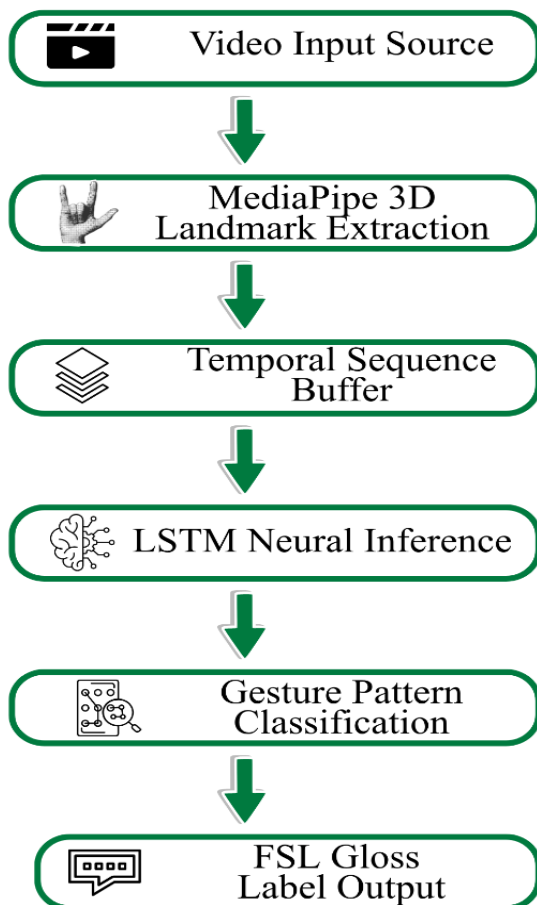 Video Input Source
MediaPipe 3D
Landmark Extraction
Temporal Sequence
Buffer
LSTM Neural Inference
Gesture Pattern
Classification
FSL Gloss
Label Output